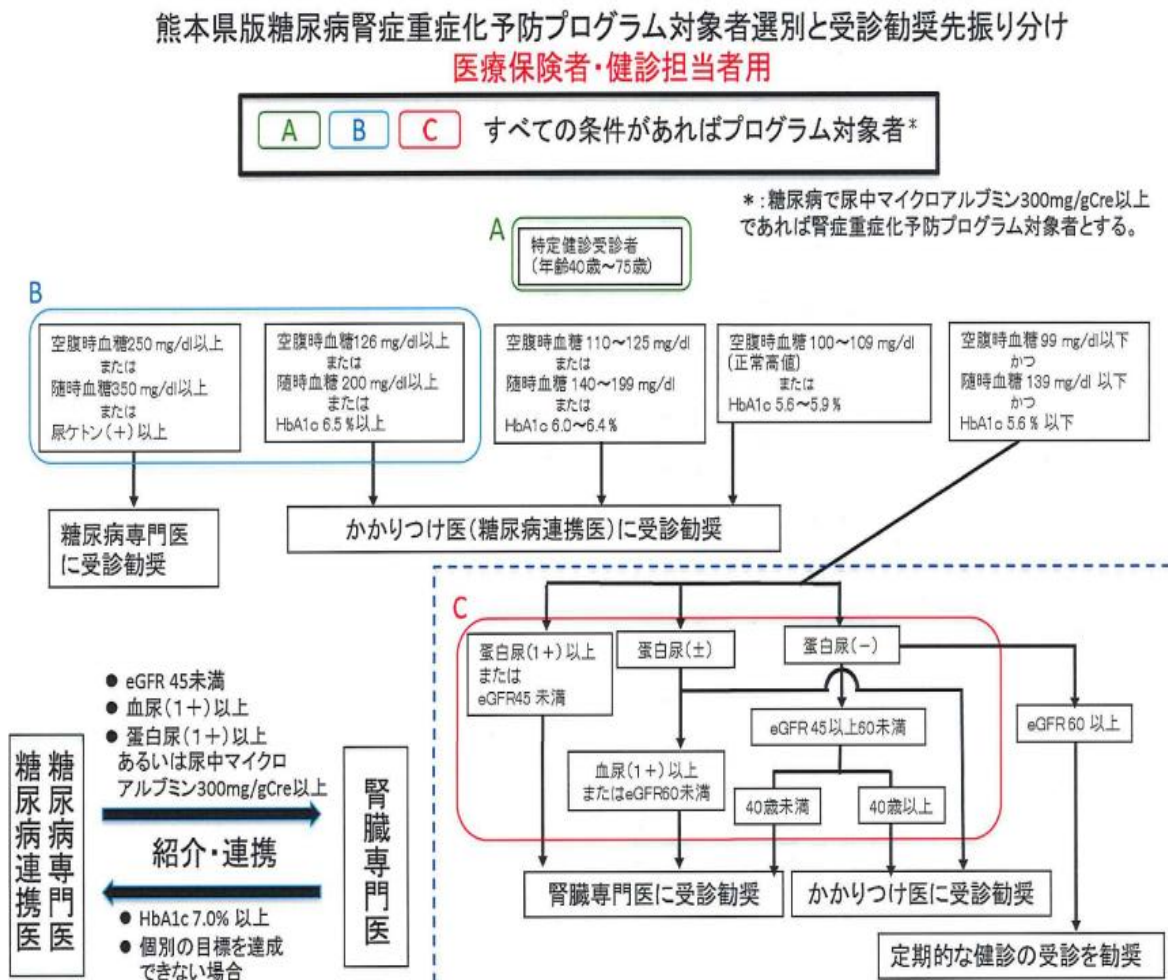 熊本県版糖尿病腎症重症化予防プログラム対象者選別と受診勧奨先振り分け
医療保険者・健診担当者用
A B C すべての条件があればプログラム対象者*
*:糖尿病で尿中マイクロアルブミン300mg/gCre以上
であれば腎症重症化予防プログラム対象者とする。
A
特定健診受診者
(年齢40歳~75歳)
B
空腹時血糖250 mg/dl以上
または
随時血糖350 mg/dl以上
または
尿ケトン(+)以上
空腹時血糖126 mg/dl以上
または
随時血糖 200 mg/dl以上
または
HbA1c 6.5 %以上
空腹時血糖 110~125 mg/dl
または
随時血糖 140~199 mg/dl
または
HbA1c 6.0~6.4 %
空腹時血糖 100~109 mg/dl
(正常高値)
または
HbA1c 5.6~5.9 %
空腹時血糖 99 mg/dl以下
かつ
随時血糖 139 mg/dl 以下
かつ
HbA1c 5.6 % 以下
糖尿病専門医
に受診勧奨
かかりつけ医(糖尿病連携医)に受診勧奨
C
蛋白尿(1+)以上
または
eGFR45 未満
蛋白尿(±)
蛋白尿(-)
eGFR 45以上60未満
eGFR 60 以上
血尿(1+)以上
またはeGFR60未満
40歳未満
40歳以上
腎臓専門医に受診勧奨
かかりつけ医に受診勧奨
定期的な健診の受診を勧奨
● eGFR 45未満
● 血尿(1+)以上
● 蛋白尿(1+)以上
あるいは尿中マイクロ
アルブミン300mg/gCre以上
糖尿病専門医
糖尿病連携医
紹介・連携
腎臓専門医
● HbA1c 7.0% 以上
● 個別の目標を達成
できない場合